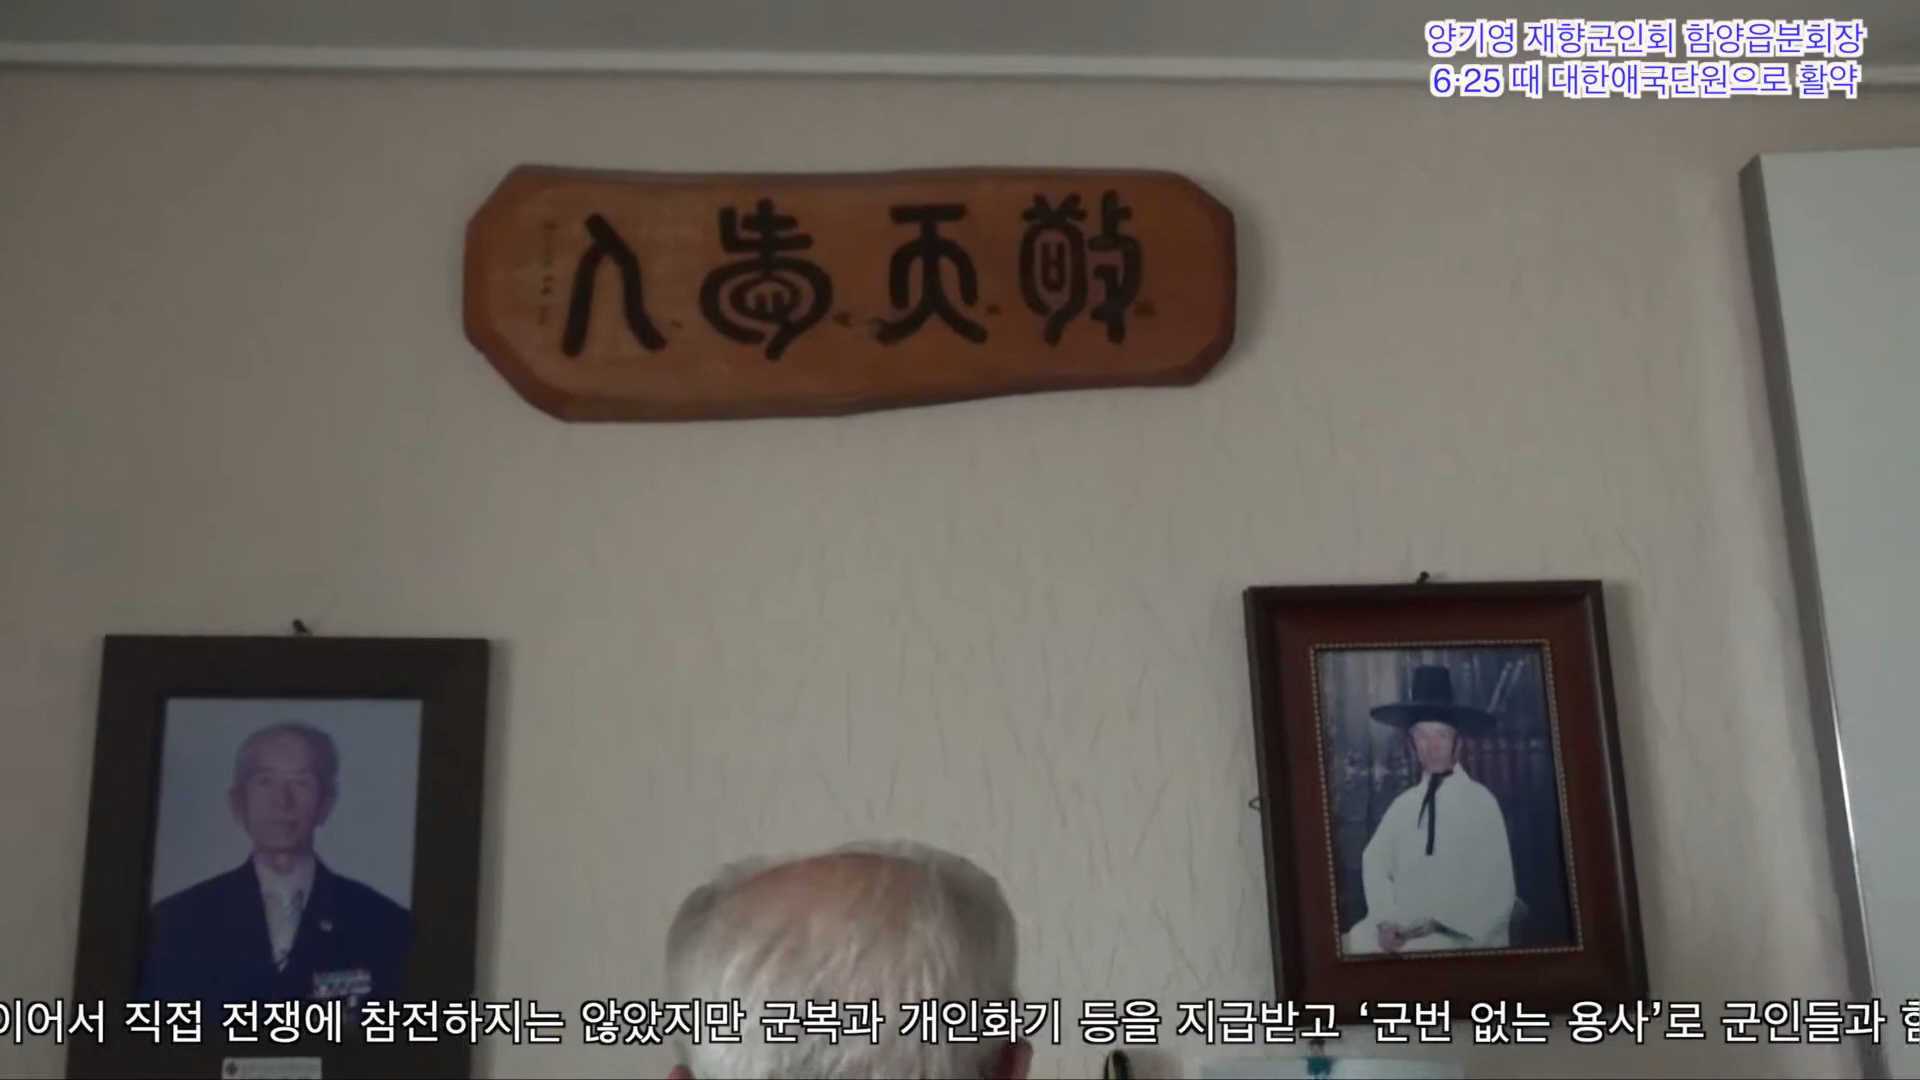 양기영 재향군인회 함양읍분회장
6·25 때 대한애국단원으로 활약
敬天愛人
이어서 직접 전쟁에 참전하지는 않았지만 군복과 개인화기 등을 지급받고 ‘군번 없는 용사’로 군인들과